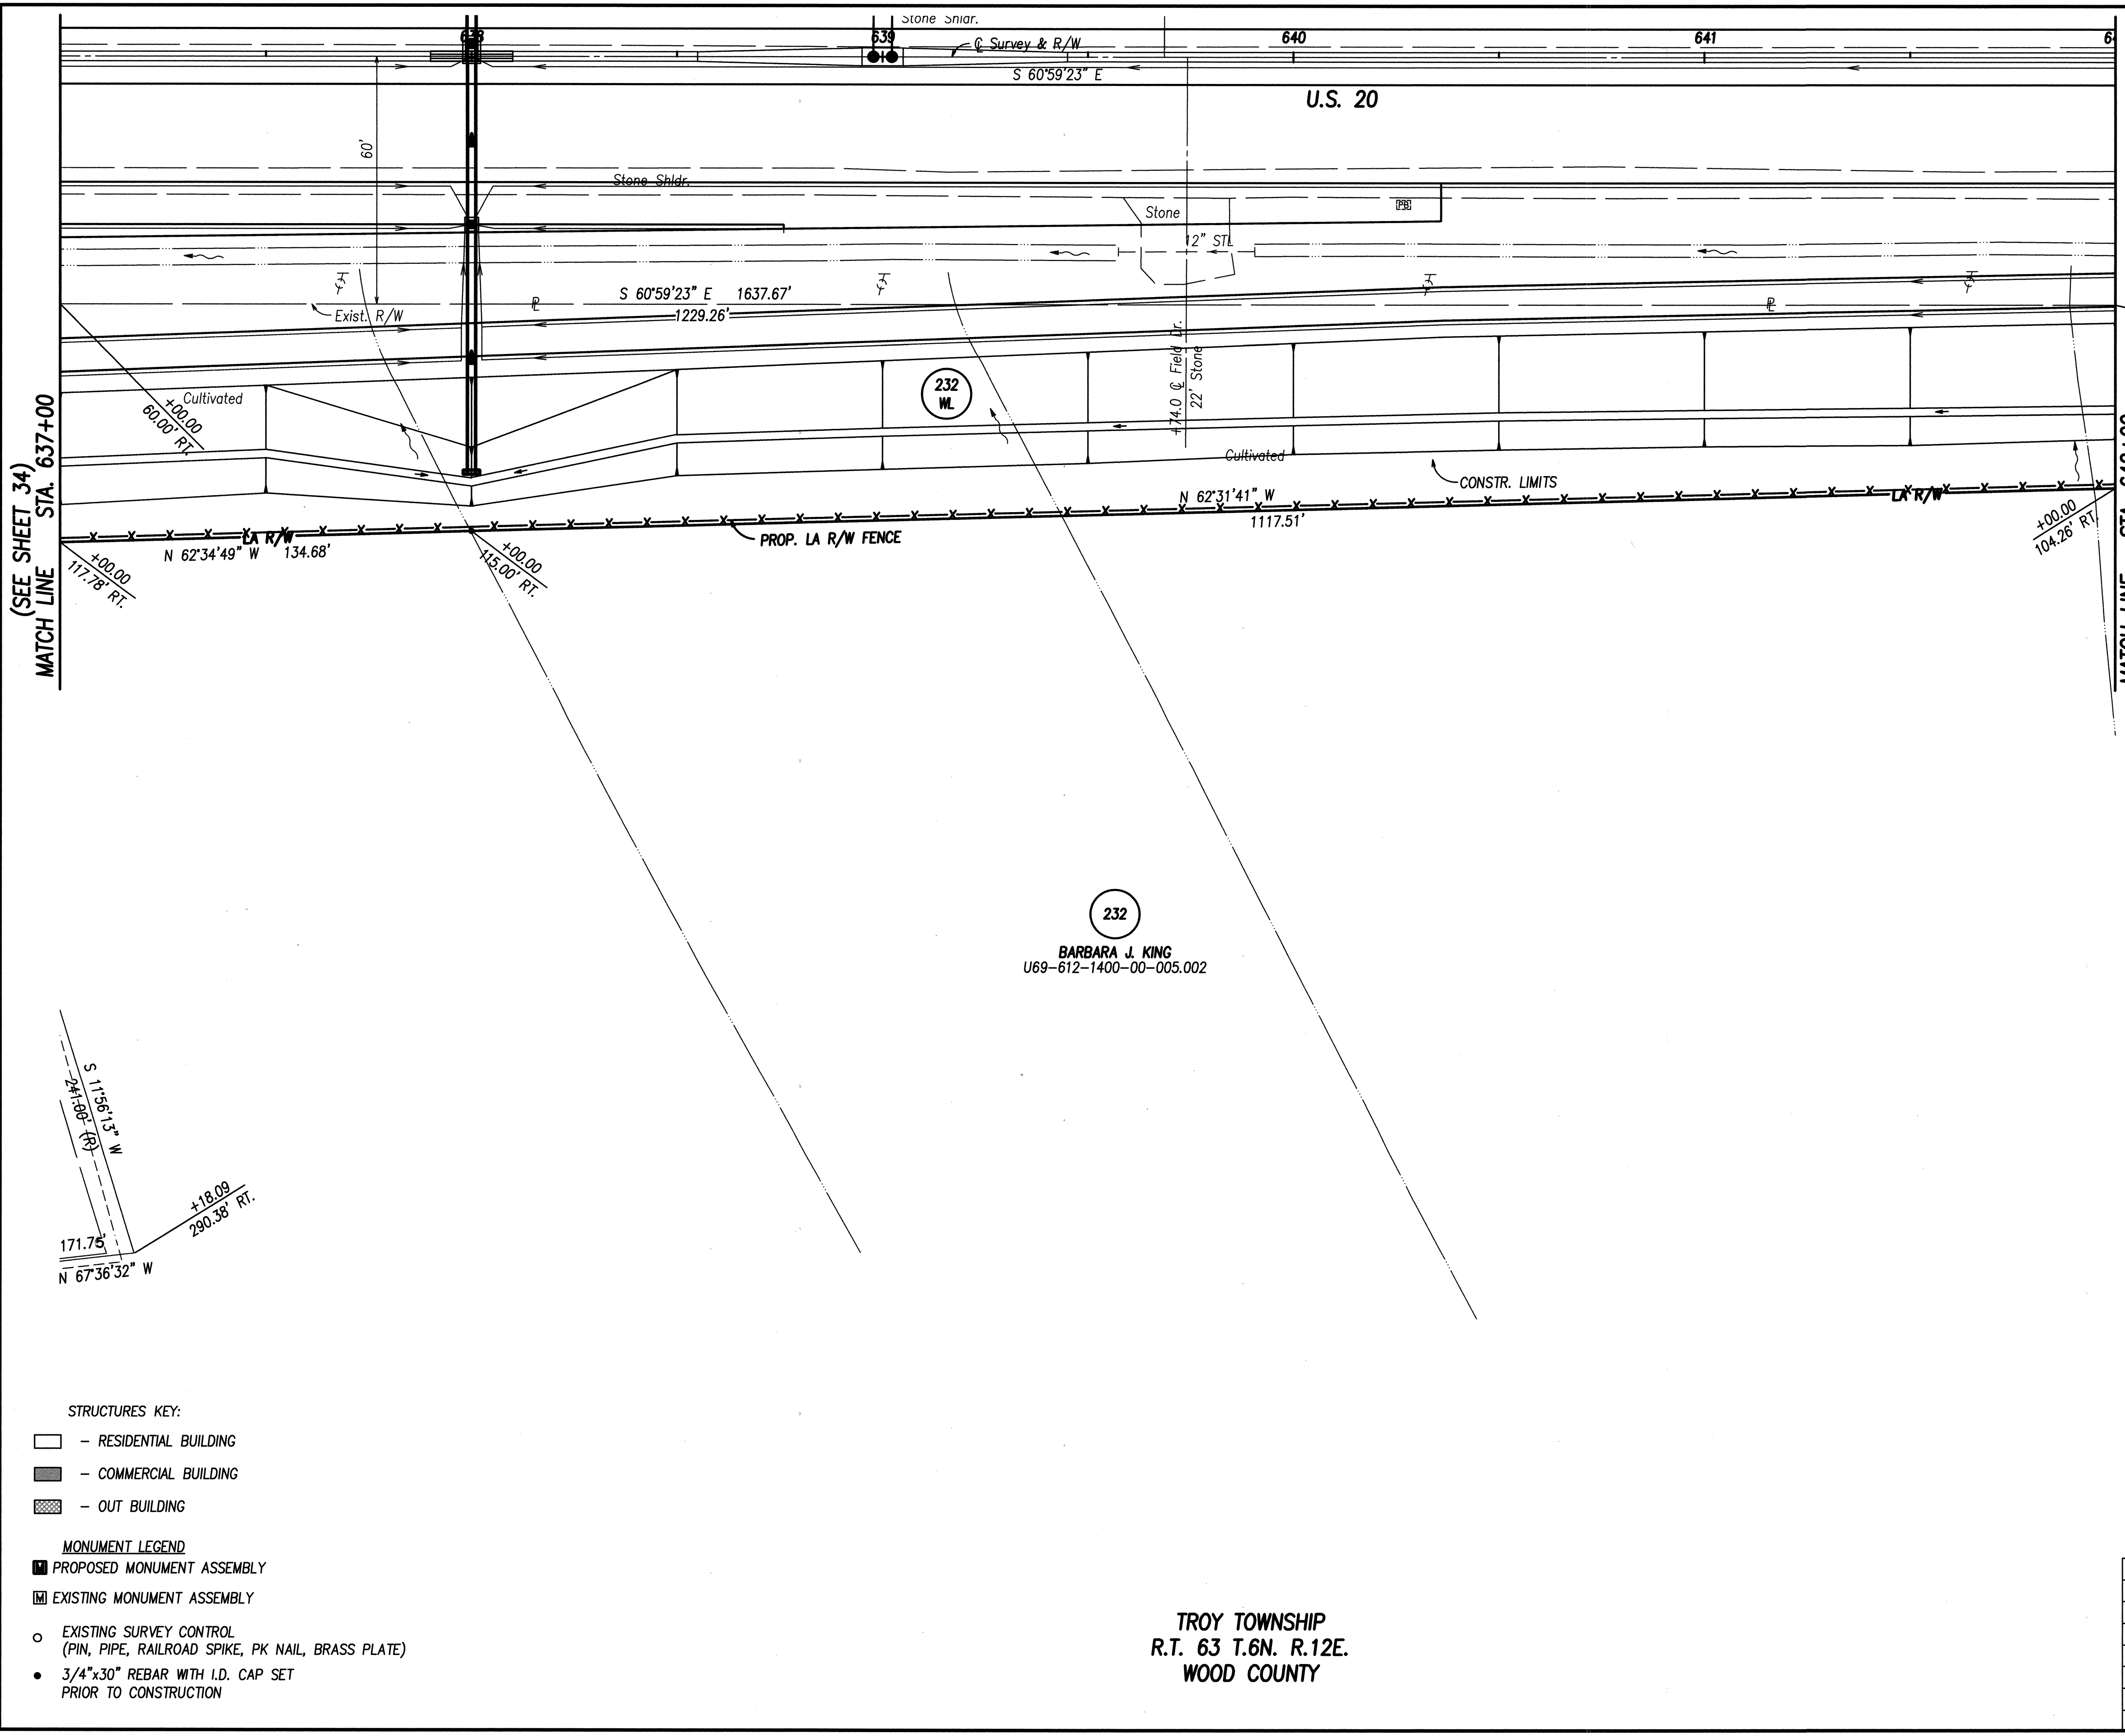 Stone Shldr.
638
639
640
641
℄ Survey & R/W
S 60°59'23" E
U.S. 20
60'
Stone Shldr.
Stone
12" STL
S 60°59'23" E 1637.67'
1229.26'
Exist. R/W
℄
℄
+74.0 ℄ Field Dr.
22' Stone
232
WL
Cultivated
+00.00
60.00' RT.
Cultivated
CONSTR. LIMITS
(SEE SHEET 34)
MATCH LINE STA. 637+00
LA R/W
N 62°34'49" W 134.68'
+00.00
117.78' RT.
+00.00
115.00' RT.
PROP. LA R/W FENCE
N 62°31'41" W
1117.51'
LA R/W
+00.00
104.26' RT.
232
BARBARA J. KING
U69-612-1400-00-005.002
S 11°56'13" W
241.00' (R)
+18.09
290.38' RT.
171.75'
N 67°36'32" W
STRUCTURES KEY:
- RESIDENTIAL BUILDING
- COMMERCIAL BUILDING
- OUT BUILDING
MONUMENT LEGEND
M PROPOSED MONUMENT ASSEMBLY
M EXISTING MONUMENT ASSEMBLY
EXISTING SURVEY CONTROL
(PIN, PIPE, RAILROAD SPIKE, PK NAIL, BRASS PLATE)
3/4"x30" REBAR WITH I.D. CAP SET
PRIOR TO CONSTRUCTION
TROY TOWNSHIP
R.T. 63 T.6N. R.12E.
WOOD COUNTY